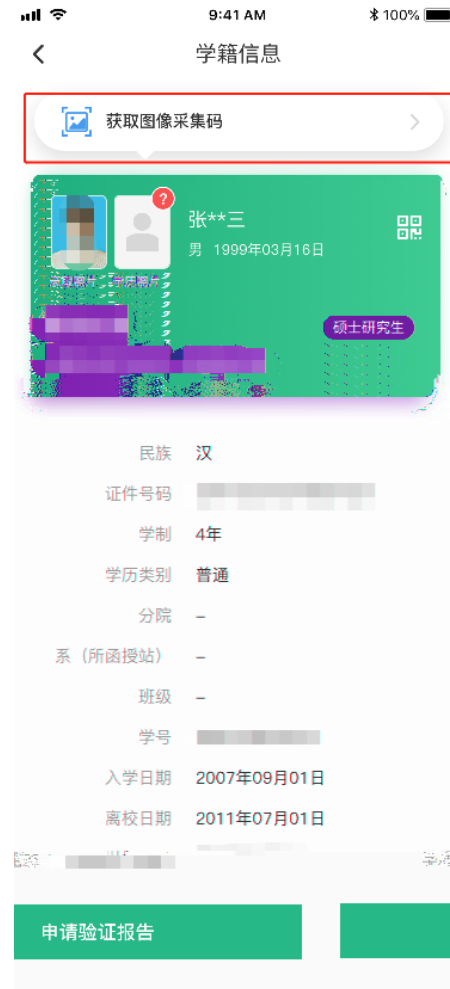 9:41 AM 100%
学籍信息
获取图像采集码
?
张**三
男 1999年03月16日
学历照片
硕士研究生
民族 汉
证件号码
学制 4年
学历类别 普通
分院 –
系（所函授站） –
班级 –
学号
入学日期 2007年09月01日
离校日期 2011年07月01日
申请验证报告